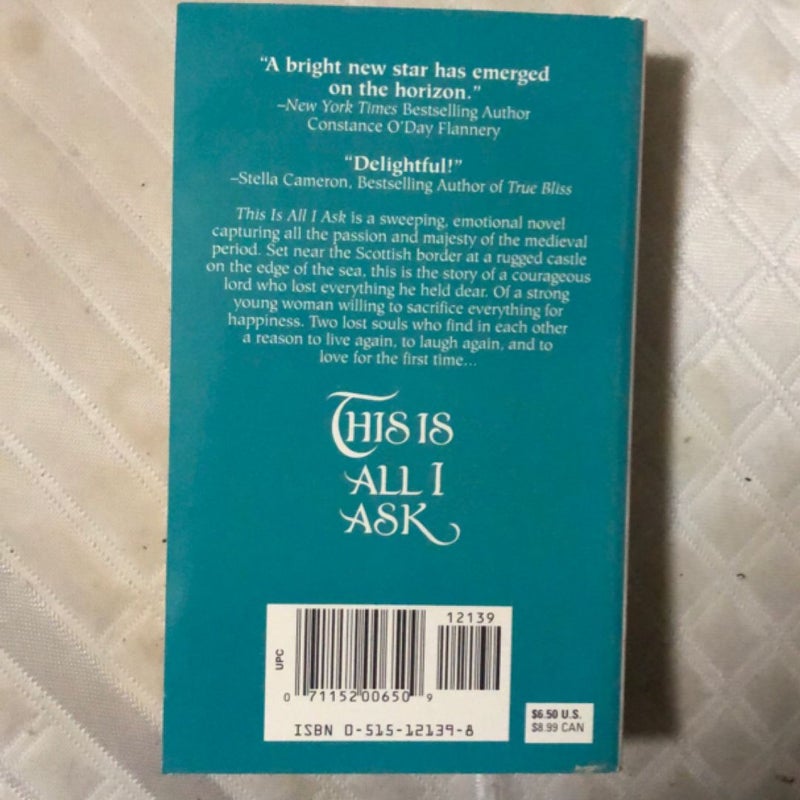 "A bright new star has emerged
on the horizon."
–New York Times Bestselling Author
Constance O'Day Flannery
"Delightful!"
–Stella Cameron, Bestselling Author of True Bliss
This Is All I Ask is a sweeping, emotional novel
capturing all the passion and majesty of the medieval
period. Set near the Scottish border at a rugged castle
on the edge of the sea, this is the story of a courageous
lord who lost everything he held dear. Of a strong
young woman willing to sacrifice everything for
happiness. Two lost souls who find in each other
a reason to live again, to laugh again, and to
love for the first time...
THIS IS
ALL I
ASK
12139
UPC
0 71152 00650 9
ISBN 0-515-12139-8
$6.50 U.S.
$8.99 CAN